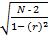 √((N - 2)/(1-(r)²))